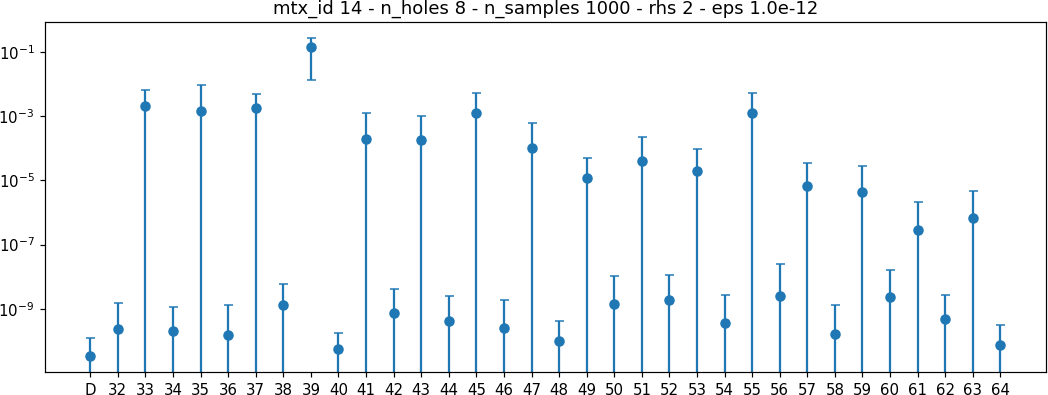 mtx_id 14 - n_holes 8 - n_samples 1000 - rhs 2 - eps 1.0e-12
10⁻¹
10⁻³
10⁻⁵
10⁻⁷
10⁻⁹
D 32 33 34 35 36 37 38 39 40 41 42 43 44 45 46 47 48 49 50 51 52 53 54 55 56 57 58 59 60 61 62 63 64